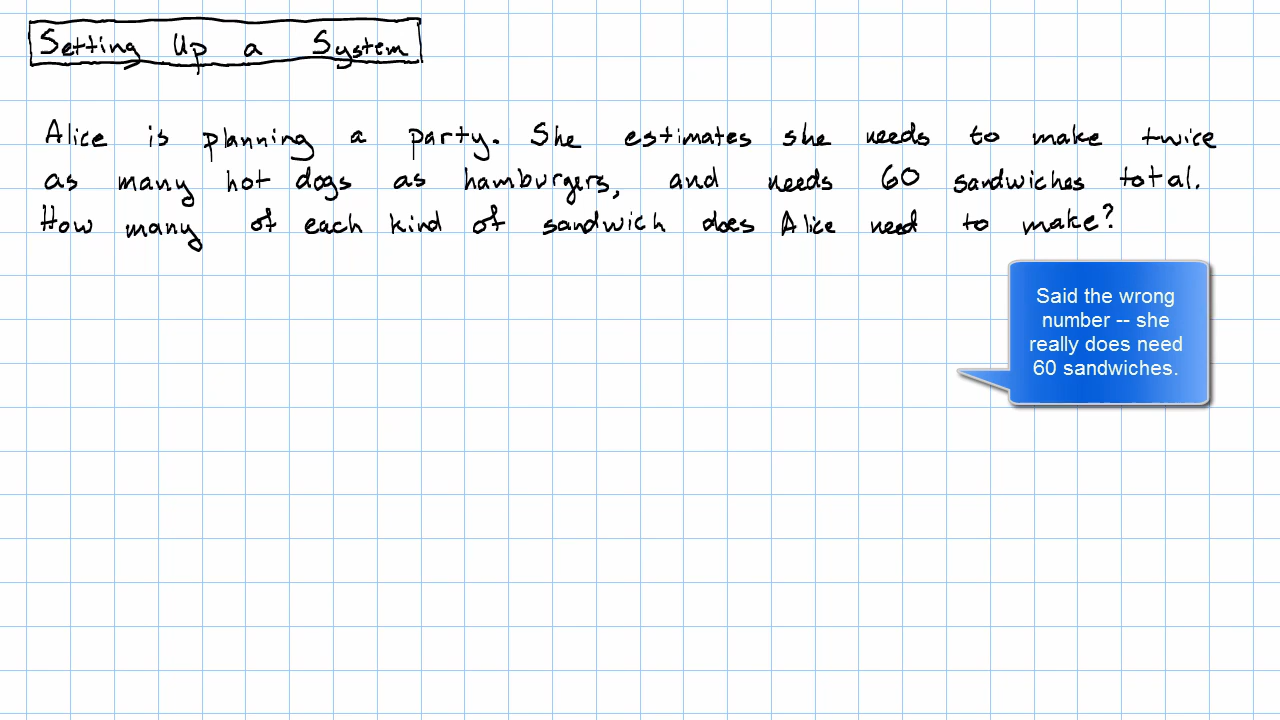 Setting Up a System
Alice is planning a party. She estimates she needs to make twice
as many hot dogs as hamburgers, and needs 60 sandwiches total.
How many of each kind of sandwich does Alice need to make?
Said the wrong
number -- she
really does need
60 sandwiches.